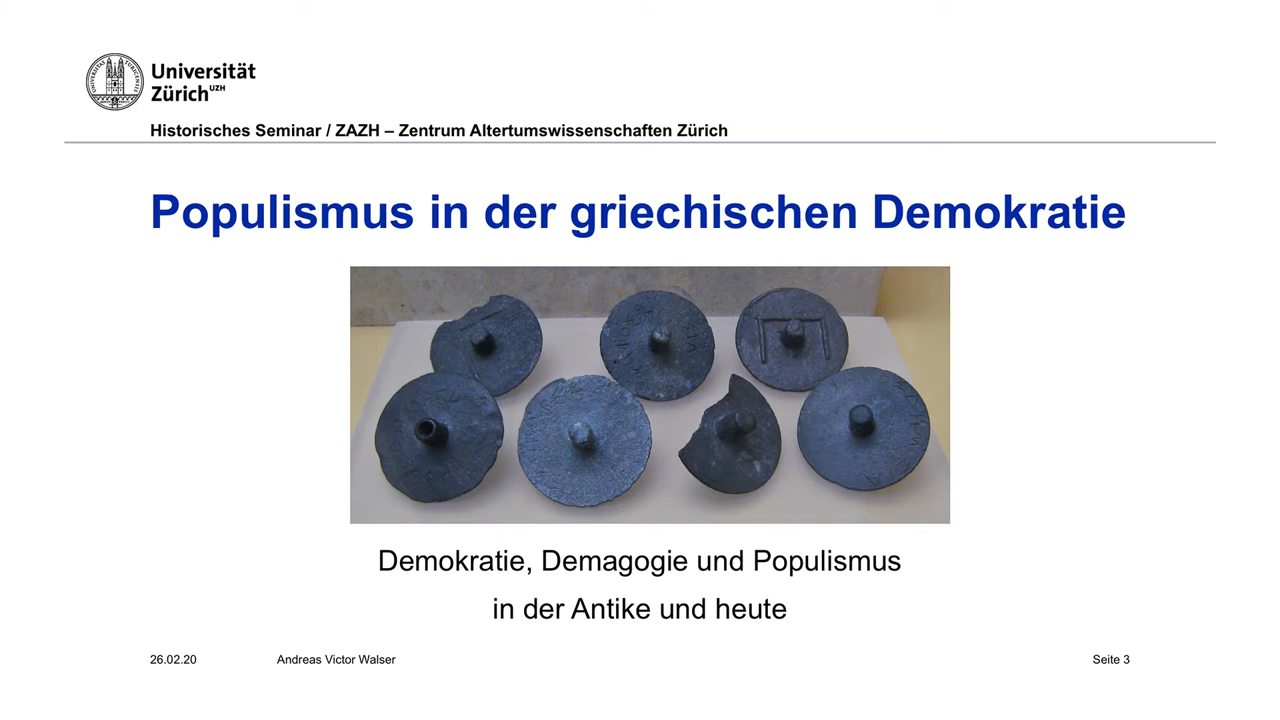 Universität
Zürich UZH
Historisches Seminar / ZAZH – Zentrum Altertumswissenschaften Zürich
Populismus in der griechischen Demokratie
Demokratie, Demagogie und Populismus
in der Antike und heute
26.02.20 Andreas Victor Walser Seite 3